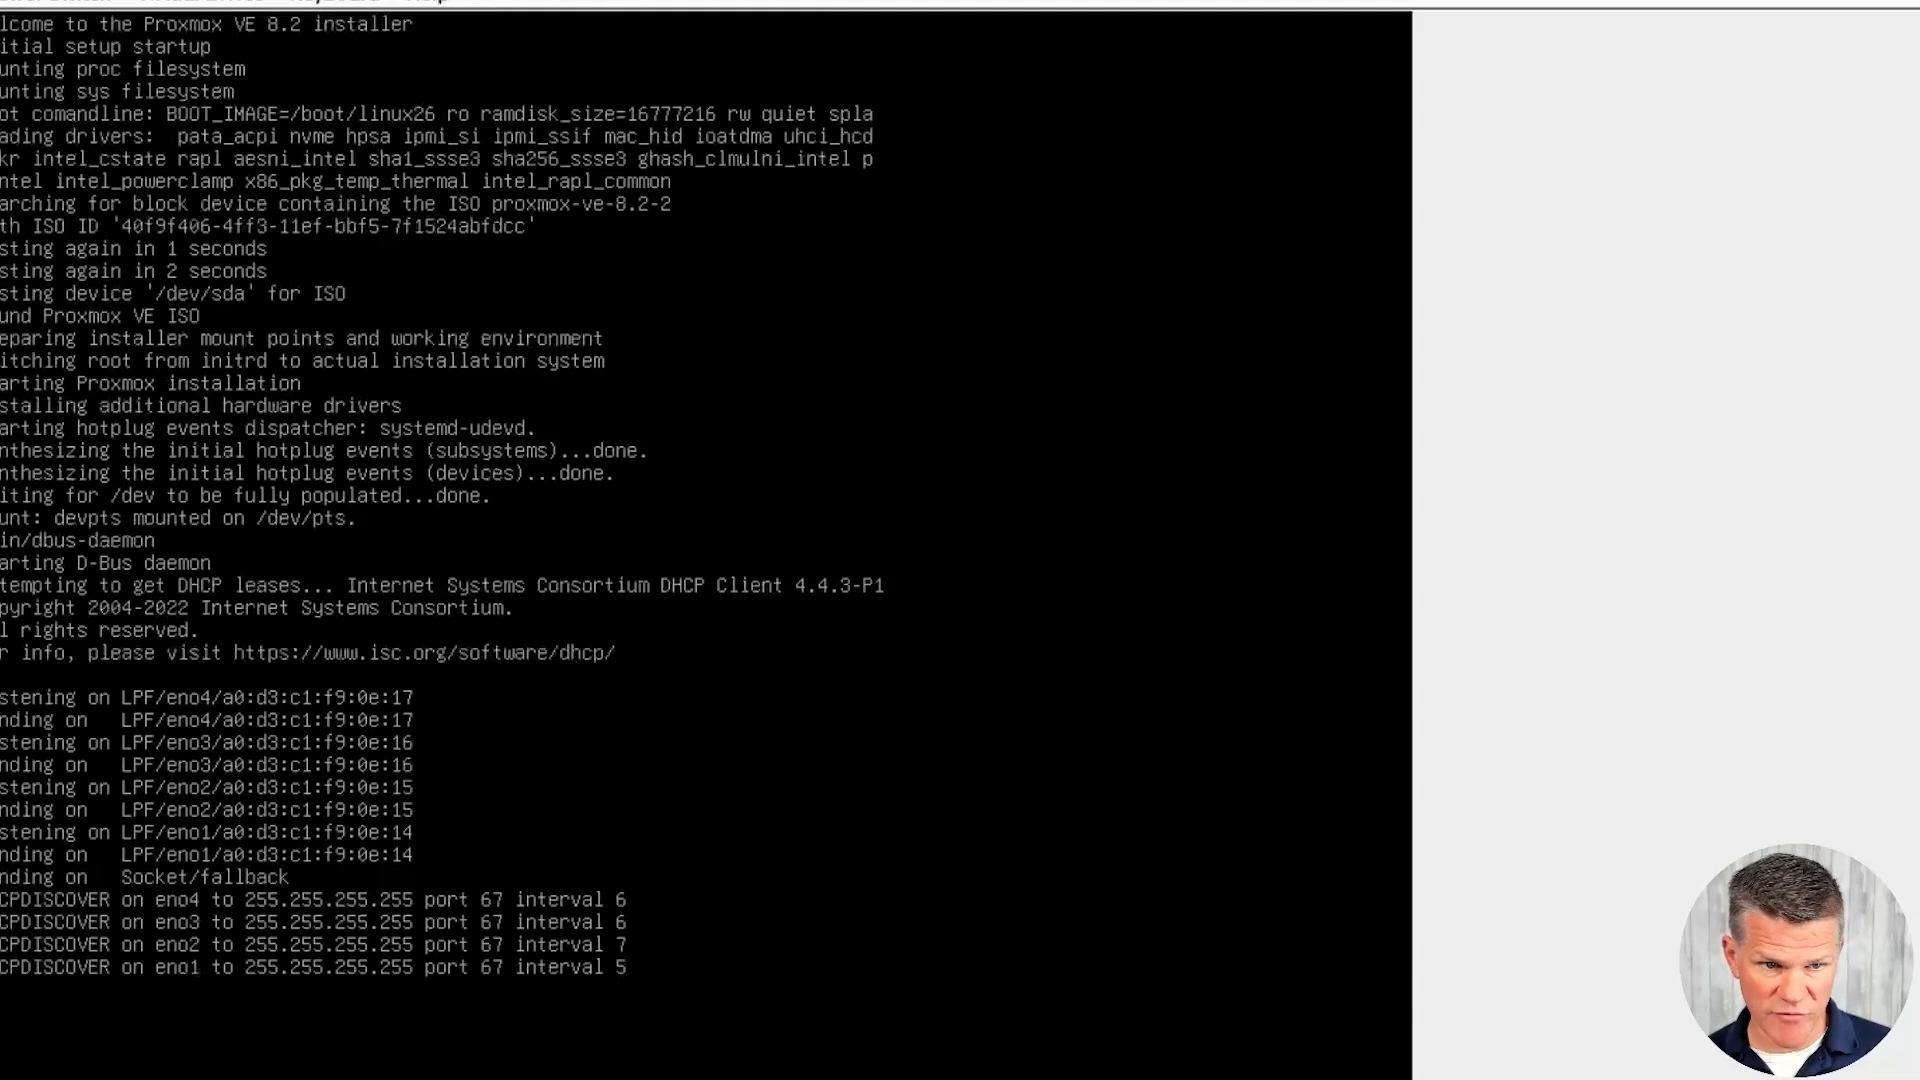 lcome to the Proxmox VE 8.2 installer
itial setup startup
unting proc filesystem
unting sys filesystem
ot comandline: BOOT_IMAGE=/boot/linux26 ro ramdisk_size=16777216 rw quiet spla
ading drivers:  pata_acpi nvme hpsa ipmi_si ipmi_ssif mac_hid ioatdma uhci_hcd
kr intel_cstate rapl aesni_intel sha1_ssse3 sha256_ssse3 ghash_clmulni_intel p
ntel intel_powerclamp x86_pkg_temp_thermal intel_rapl_common
arching for block device containing the ISO proxmox-ve-8.2-2
th ISO ID '40f9f406-4ff3-11ef-bbf5-7f1524abfdcc'
sting again in 1 seconds
sting again in 2 seconds
sting device '/dev/sda' for ISO
und Proxmox VE ISO
eparing installer mount points and working environment
itching root from initrd to actual installation system
arting Proxmox installation
stalling additional hardware drivers
arting hotplug events dispatcher: systemd-udevd.
nthesizing the initial hotplug events (subsystems)...done.
nthesizing the initial hotplug events (devices)...done.
iting for /dev to be fully populated...done.
unt: devpts mounted on /dev/pts.
in/dbus-daemon
arting D-Bus daemon
tempting to get DHCP leases... Internet Systems Consortium DHCP Client 4.4.3-P1
pyright 2004-2022 Internet Systems Consortium.
l rights reserved.
r info, please visit https://www.isc.org/software/dhcp/
stening on LPF/eno4/a0:d3:c1:f9:0e:17
nding on   LPF/eno4/a0:d3:c1:f9:0e:17
stening on LPF/eno3/a0:d3:c1:f9:0e:16
nding on   LPF/eno3/a0:d3:c1:f9:0e:16
stening on LPF/eno2/a0:d3:c1:f9:0e:15
nding on   LPF/eno2/a0:d3:c1:f9:0e:15
stening on LPF/eno1/a0:d3:c1:f9:0e:14
nding on   LPF/eno1/a0:d3:c1:f9:0e:14
nding on   Socket/fallback
CPDISCOVER on eno4 to 255.255.255.255 port 67 interval 6
CPDISCOVER on eno3 to 255.255.255.255 port 67 interval 6
CPDISCOVER on eno2 to 255.255.255.255 port 67 interval 7
CPDISCOVER on eno1 to 255.255.255.255 port 67 interval 5